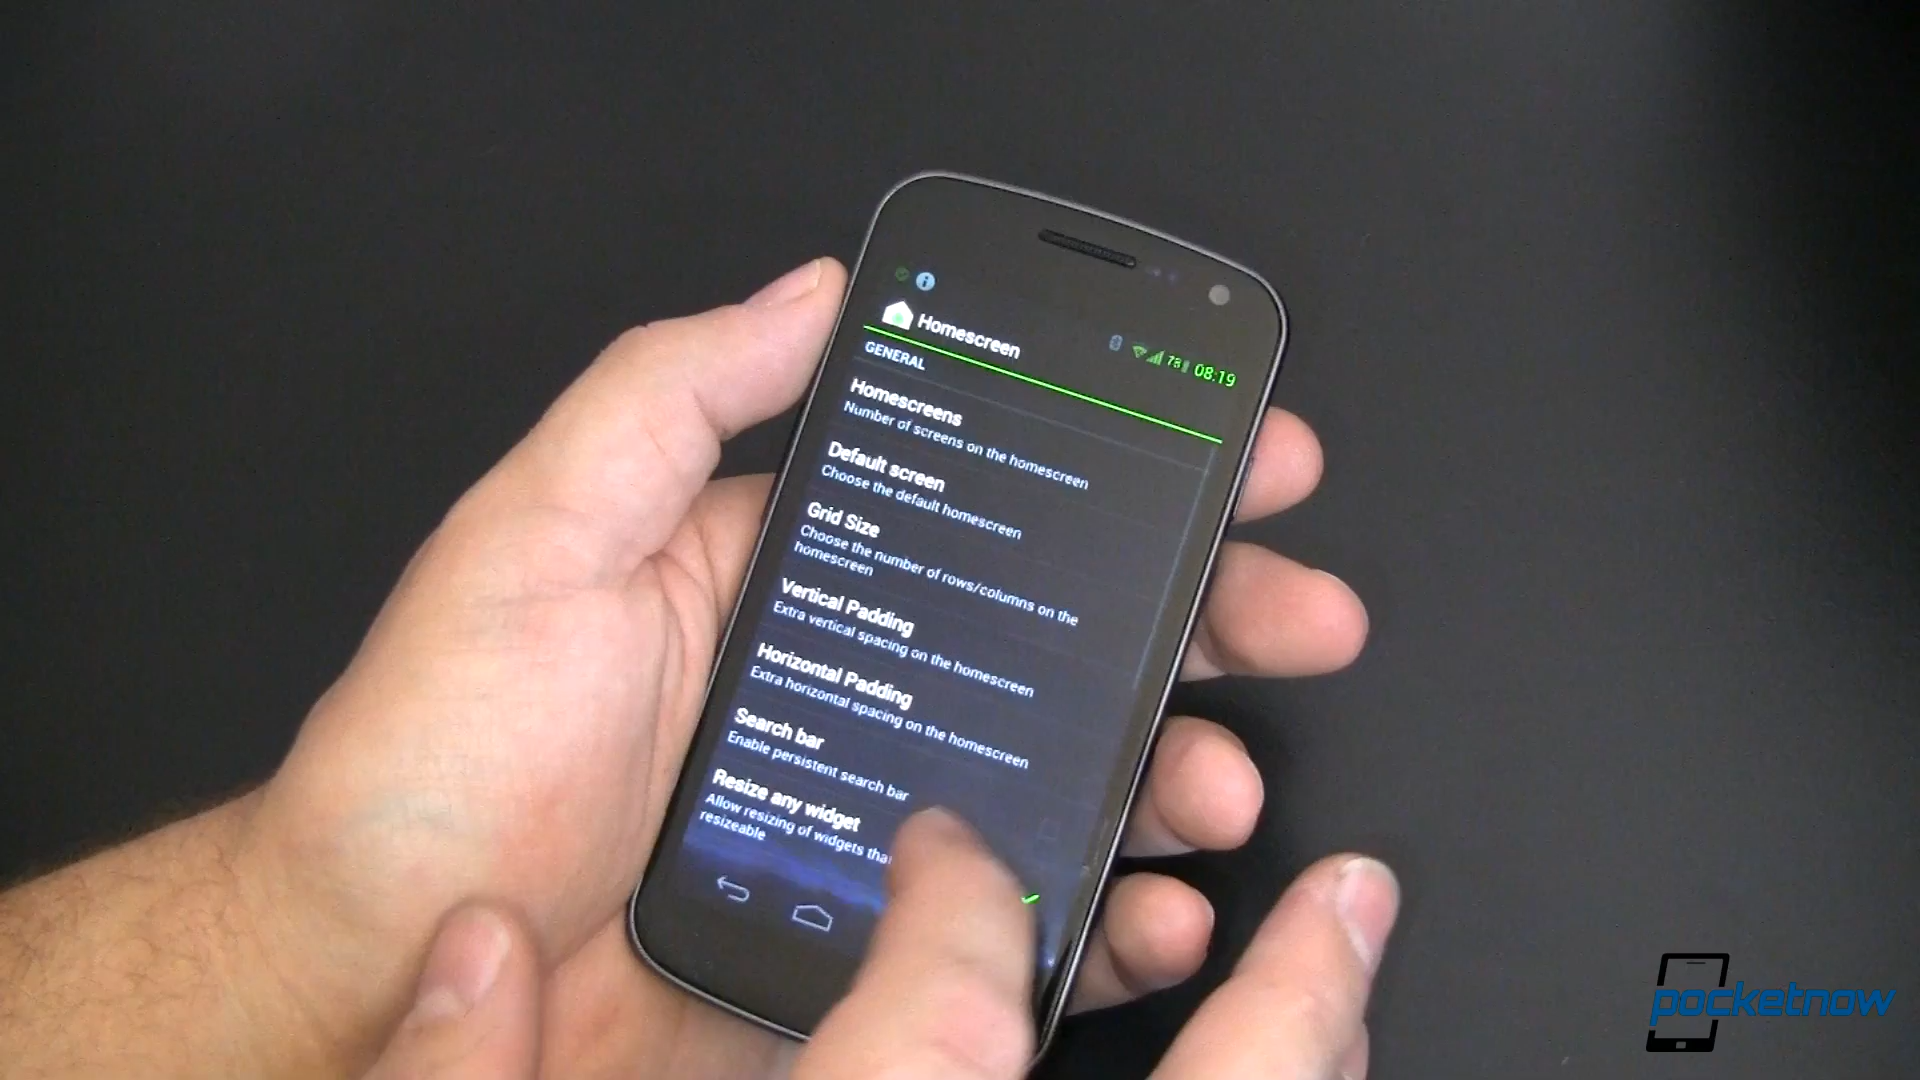 Homescreen
78 08:19
GENERAL
Homescreens
Number of screens on the homescreen
Default screen
Choose the default homescreen
Grid Size
Choose the number of rows/columns on the
homescreen
Vertical Padding
Extra vertical spacing on the homescreen
Horizontal Padding
Extra horizontal spacing on the homescreen
Search bar
Enable persistent search bar
Resize any widget
Allow resizing of widgets tha
resizeable
pocketnow